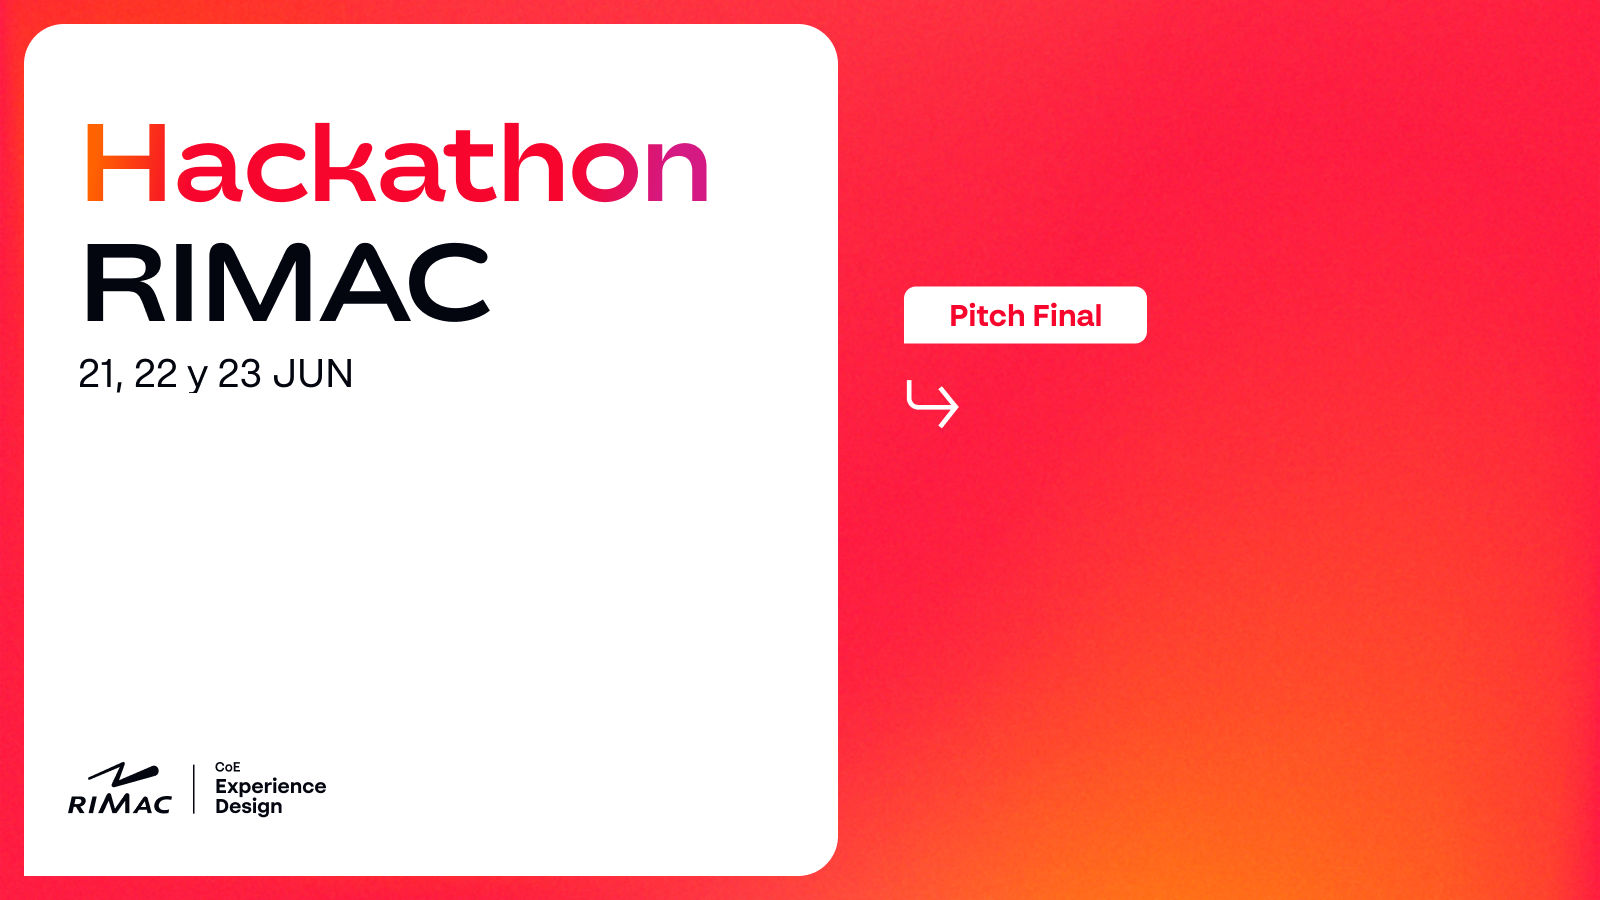 Hackathon
RIMAC
21, 22 y 23 JUN
Pitch Final
RIMAC
CoE
Experience
Design